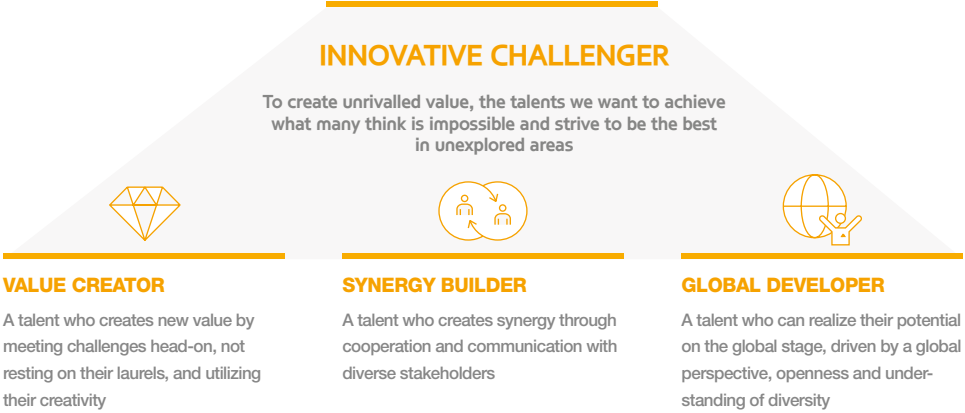 INNOVATIVE CHALLENGER
To create unrivalled value, the talents we want to achieve
what many think is impossible and strive to be the best
in unexplored areas
VALUE CREATOR
A talent who creates new value by
meeting challenges head-on, not
resting on their laurels, and utilizing
their creativity
SYNERGY BUILDER
A talent who creates synergy through
cooperation and communication with
diverse stakeholders
GLOBAL DEVELOPER
A talent who can realize their potential
on the global stage, driven by a global
perspective, openness and under-
standing of diversity